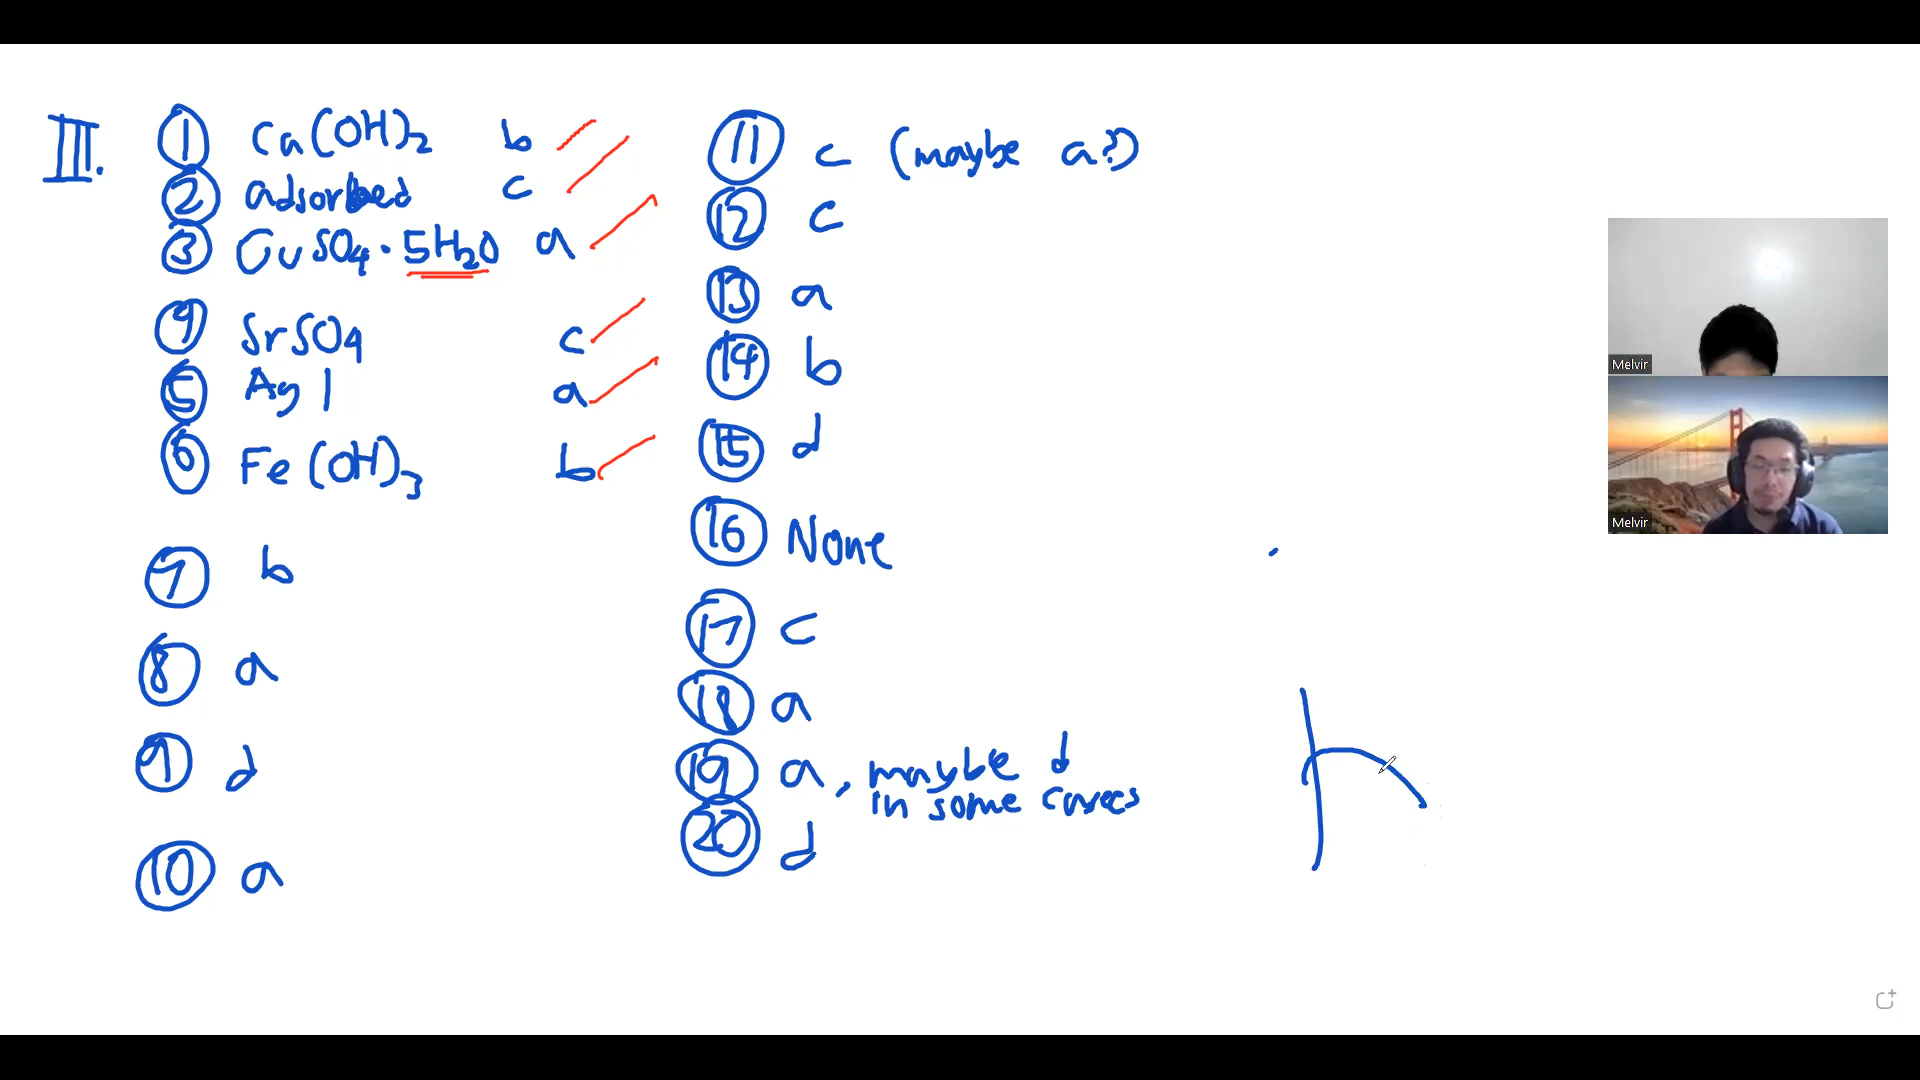 III.
1 Ca(OH)2 b
2 adsorbed c
3 CuSO4 · 5H2O a
4 SrSO4 c
5 AgI a
6 Fe(OH)3 b
7 b
8 a
9 d
10 a
11 c (maybe a?)
12 c
13 a
14 b
15 d
16 None
17 c
18 a
19 a, maybe d
in some cases
20 d
Melvir
Melvir